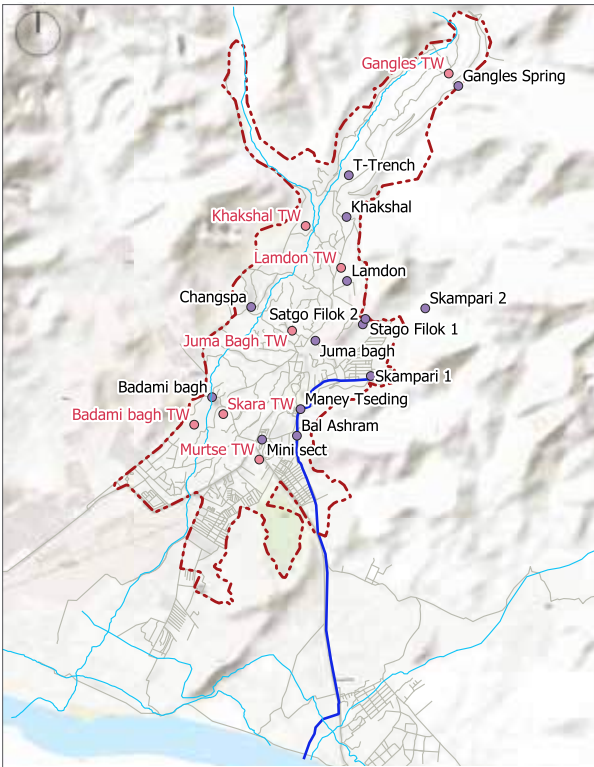 Gangles TW
Gangles Spring
T-Trench
Khakshal
Khakshal TW
Lamdon TW
Lamdon
Changspa
Skampari 2
Satgo Filok 2
Stago Filok 1
Juma Bagh TW
Juma bagh
Skampari 1
Badami bagh
Maney Tseding
Skara TW
Badami bagh TW
Bal Ashram
Murtse TW
Mini sect